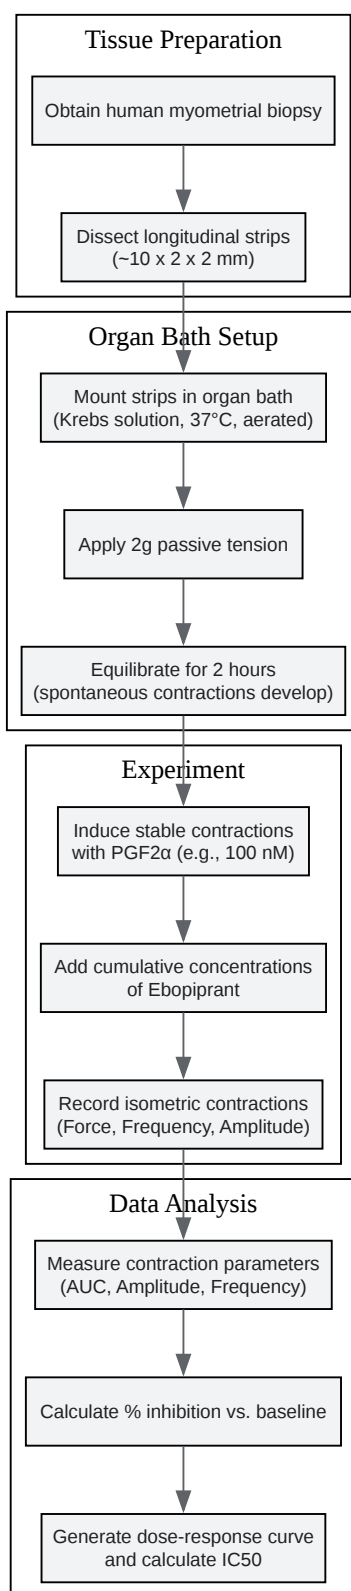 Tissue Preparation
Obtain human myometrial biopsy
Dissect longitudinal strips
(~10 x 2 x 2 mm)
Organ Bath Setup
Mount strips in organ bath
(Krebs solution, 37°C, aerated)
Apply 2g passive tension
Equilibrate for 2 hours
(spontaneous contractions develop)
Experiment
Induce stable contractions
with PGF2α (e.g., 100 nM)
Add cumulative concentrations
of Ebopiprant
Record isometric contractions
(Force, Frequency, Amplitude)
Data Analysis
Measure contraction parameters
(AUC, Amplitude, Frequency)
Calculate % inhibition vs. baseline
Generate dose-response curve
and calculate IC50